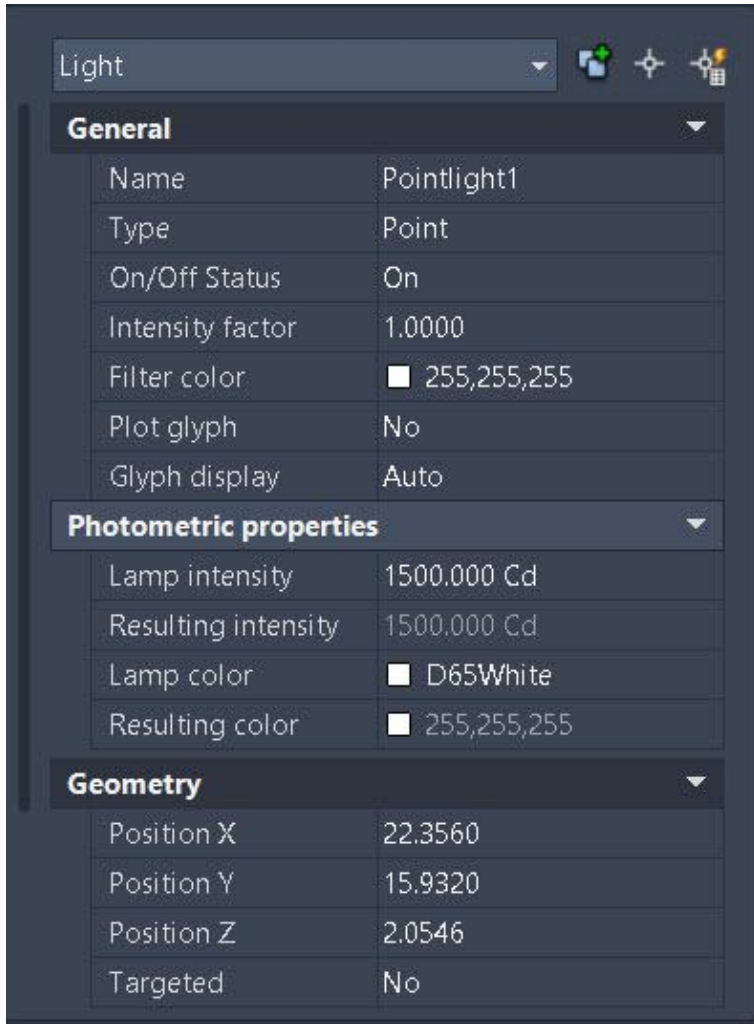 Light
General
Name Pointlight1
Type Point
On/Off Status On
Intensity factor 1.0000
Filter color 255,255,255
Plot glyph No
Glyph display Auto
Photometric properties
Lamp intensity 1500.000 Cd
Resulting intensity 1500.000 Cd
Lamp color D65White
Resulting color 255,255,255
Geometry
Position X 22.3560
Position Y 15.9320
Position Z 2.0546
Targeted No